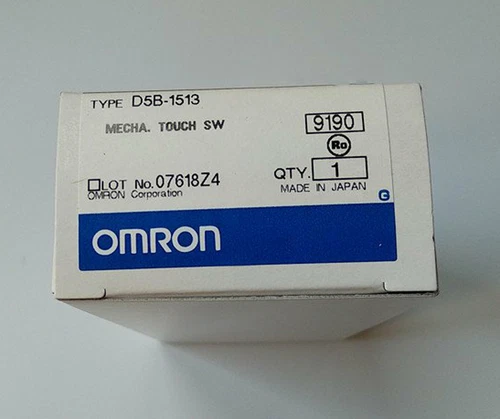 TYPE D5B-1513
MECHA. TOUCH SW
9190
Ro
LOT No. 07618Z4
QTY. 1
OMRON Corporation
MADE IN JAPAN
C
OMRON